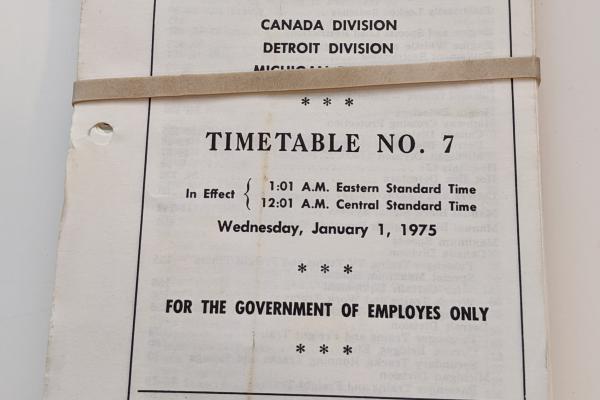 CANADA DIVISION
DETROIT DIVISION
MICHIGAN
* * *
TIMETABLE NO. 7
In Effect { 1:01 A.M. Eastern Standard Time
12:01 A.M. Central Standard Time
Wednesday, January 1, 1975
* * *
FOR THE GOVERNMENT OF EMPLOYES ONLY
* * *